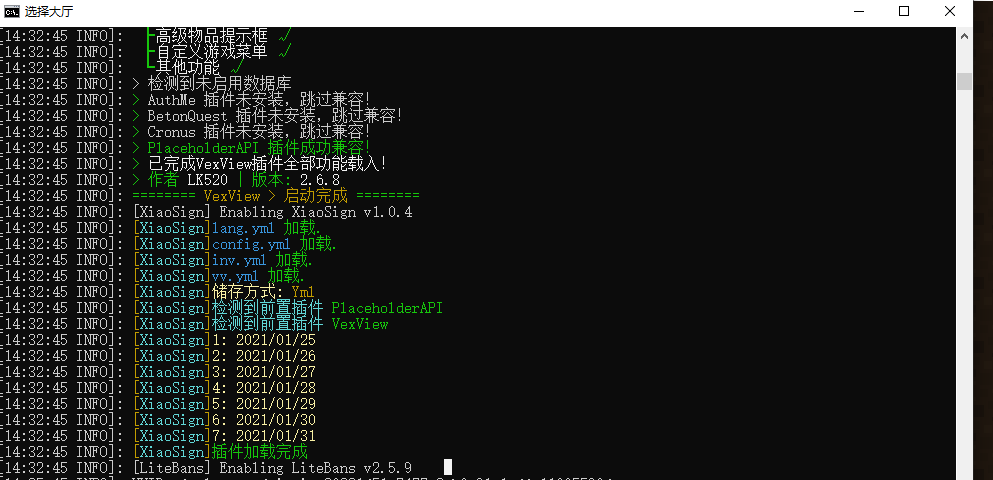 选择大厅
[14:32:45 INFO]: ├高级物品提示框 ✓
[14:32:45 INFO]: ├自定义游戏菜单 ✓
[14:32:45 INFO]: └其他功能 ✓
[14:32:45 INFO]: > 检测到未启用数据库
[14:32:45 INFO]: > AuthMe 插件未安装，跳过兼容!
[14:32:45 INFO]: > BetonQuest 插件未安装，跳过兼容!
[14:32:45 INFO]: > Cronus 插件未安装，跳过兼容!
[14:32:45 INFO]: > PlaceholderAPI 插件成功兼容!
[14:32:45 INFO]: > 已完成VexView插件全部功能载入!
[14:32:45 INFO]: > 作者 LK520 | 版本: 2.6.8
[14:32:45 INFO]: ======== VexView > 启动完成 ========
[14:32:45 INFO]: [XiaoSign] Enabling XiaoSign v1.0.4
[14:32:45 INFO]: [XiaoSign]lang.yml 加载.
[14:32:45 INFO]: [XiaoSign]config.yml 加载.
[14:32:45 INFO]: [XiaoSign]inv.yml 加载.
[14:32:45 INFO]: [XiaoSign]vv.yml 加载.
[14:32:45 INFO]: [XiaoSign]储存方式: Yml
[14:32:45 INFO]: [XiaoSign]检测到前置插件 PlaceholderAPI
[14:32:45 INFO]: [XiaoSign]检测到前置插件 VexView
[14:32:45 INFO]: [XiaoSign]1: 2021/01/25
[14:32:45 INFO]: [XiaoSign]2: 2021/01/26
[14:32:45 INFO]: [XiaoSign]3: 2021/01/27
[14:32:45 INFO]: [XiaoSign]4: 2021/01/28
[14:32:45 INFO]: [XiaoSign]5: 2021/01/29
[14:32:45 INFO]: [XiaoSign]6: 2021/01/30
[14:32:45 INFO]: [XiaoSign]7: 2021/01/31
[14:32:45 INFO]: [XiaoSign]插件加载完成
[14:32:45 INFO]: [LiteBans] Enabling LiteBans v2.5.9